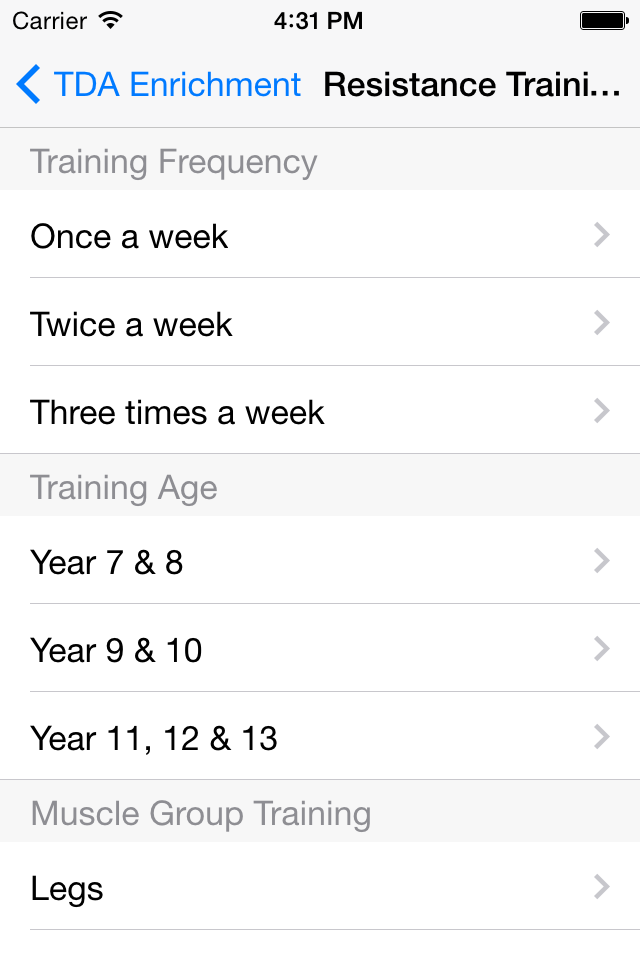 Carrier 4:31 PM
TDA Enrichment Resistance Traini...
Training Frequency
Once a week
Twice a week
Three times a week
Training Age
Year 7 & 8
Year 9 & 10
Year 11, 12 & 13
Muscle Group Training
Legs